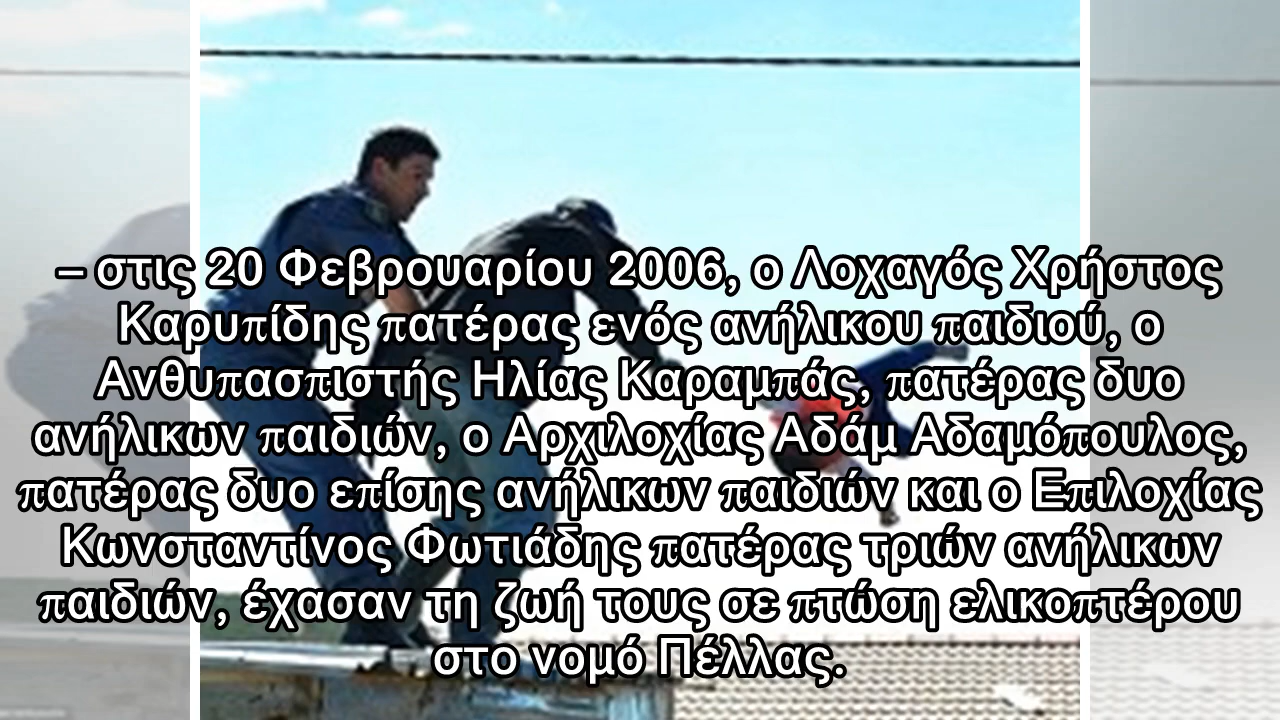 – στις 20 Φεβρουαρίου 2006, ο Λοχαγός Χρήστος
Καρυπίδης πατέρας ενός ανήλικου παιδιού, ο
Ανθυπασπιστής Ηλίας Καραμπάς, πατέρας δυο
ανήλικων παιδιών, ο Αρχιλοχίας Αδάμ Αδαμόπουλος,
πατέρας δυο επίσης ανήλικων παιδιών και ο Επιλοχίας
Κωνσταντίνος Φωτιάδης πατέρας τριών ανήλικων
παιδιών, έχασαν τη ζωή τους σε πτώση ελικοπτέρου
στο νομό Πέλλας.